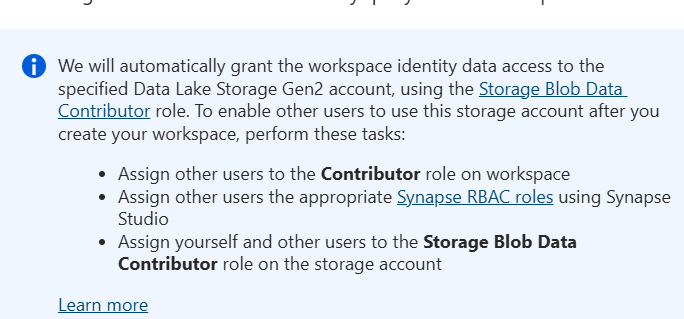 We will automatically grant the workspace identity data access to the
specified Data Lake Storage Gen2 account, using the Storage Blob Data
Contributor role. To enable other users to use this storage account after you
create your workspace, perform these tasks:
• Assign other users to the Contributor role on workspace
• Assign other users the appropriate Synapse RBAC roles using Synapse
Studio
• Assign yourself and other users to the Storage Blob Data
Contributor role on the storage account
Learn more